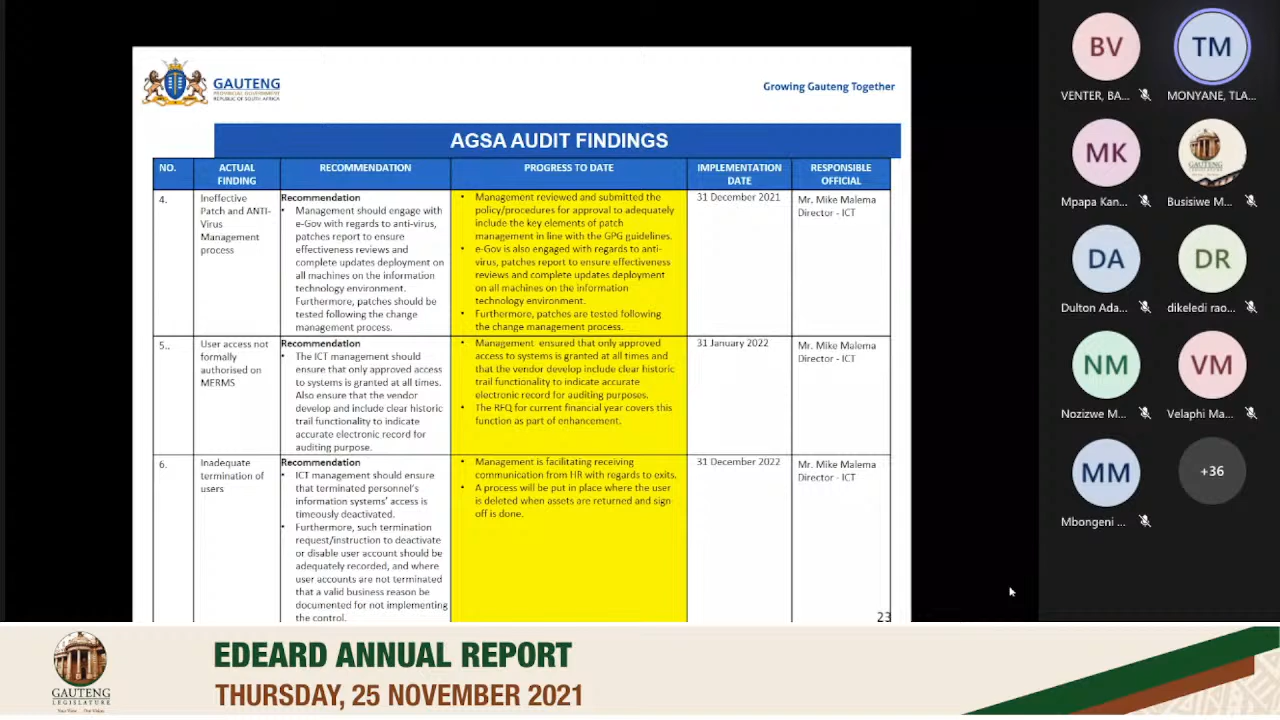 GAUTENG
PROVINCIAL GOVERNMENT
REPUBLIC OF SOUTH AFRICA
Growing Gauteng Together
AGSA AUDIT FINDINGS
NO.
ACTUAL
FINDING
RECOMMENDATION
PROGRESS TO DATE
IMPLEMENTATION
DATE
RESPONSIBLE
OFFICIAL
4.
Ineffective
Patch and ANTI-
Virus
Management
process
Recommendation
• Management should engage with
e-Gov with regards to anti-virus,
patches report to ensure
effectiveness reviews and
complete updates deployment on
all machines on the information
technology environment.
Furthermore, patches should be
tested following the change
management process.
• Management reviewed and submitted the
policy/procedures for approval to adequately
include the key elements of patch
management in line with the GPG guidelines.
• e-Gov is also engaged with regards to anti-
virus, patches report to ensure effectiveness
reviews and complete updates deployment
on all machines on the information
technology environment.
• Furthermore, patches are tested following
the change management process.
31 December 2021
Mr. Mike Malema
Director - ICT
5..
User access not
formally
authorised on
MERMS
Recommendation
• The ICT management should
ensure that only approved access
to systems is granted at all times.
Also ensure that the vendor
develop and include clear historic
trail functionality to indicate
accurate electronic record for
auditing purpose.
• Management ensured that only approved
access to systems is granted at all times and
that the vendor develop include clear historic
trail functionality to indicate accurate
electronic record for auditing purposes.
• The RFQ for current financial year covers this
function as part of enhancement.
31 January 2022
Mr. Mike Malema
Director - ICT
6.
Inadequate
termination of
users
Recommendation
• ICT management should ensure
that terminated personnel's
information systems' access is
timeously deactivated.
• Furthermore, such termination
request/instruction to deactivate
or disable user account should be
adequately recorded, and where
user accounts are not terminated
that a valid business reason be
documented for not implementing
the control.
• Management is facilitating receiving
communication from HR with regards to exits.
• A process will be put in place where the user
is deleted when assets are returned and sign-
off is done.
31 December 2022
Mr. Mike Malema
Director - ICT
23
BV
VENTER, BA...
TM
MONYANE, TLA...
MK
Mpapa Kan...
GAUTENG
Busisiwe M...
DA
Dulton Ada...
DR
dikeledi rao...
NM
Nozizwe M...
VM
Velaphi Ma...
MM
Mbongeni ...
+36
GAUTENG
LEGISLATURE
EDEARD ANNUAL REPORT
THURSDAY, 25 NOVEMBER 2021